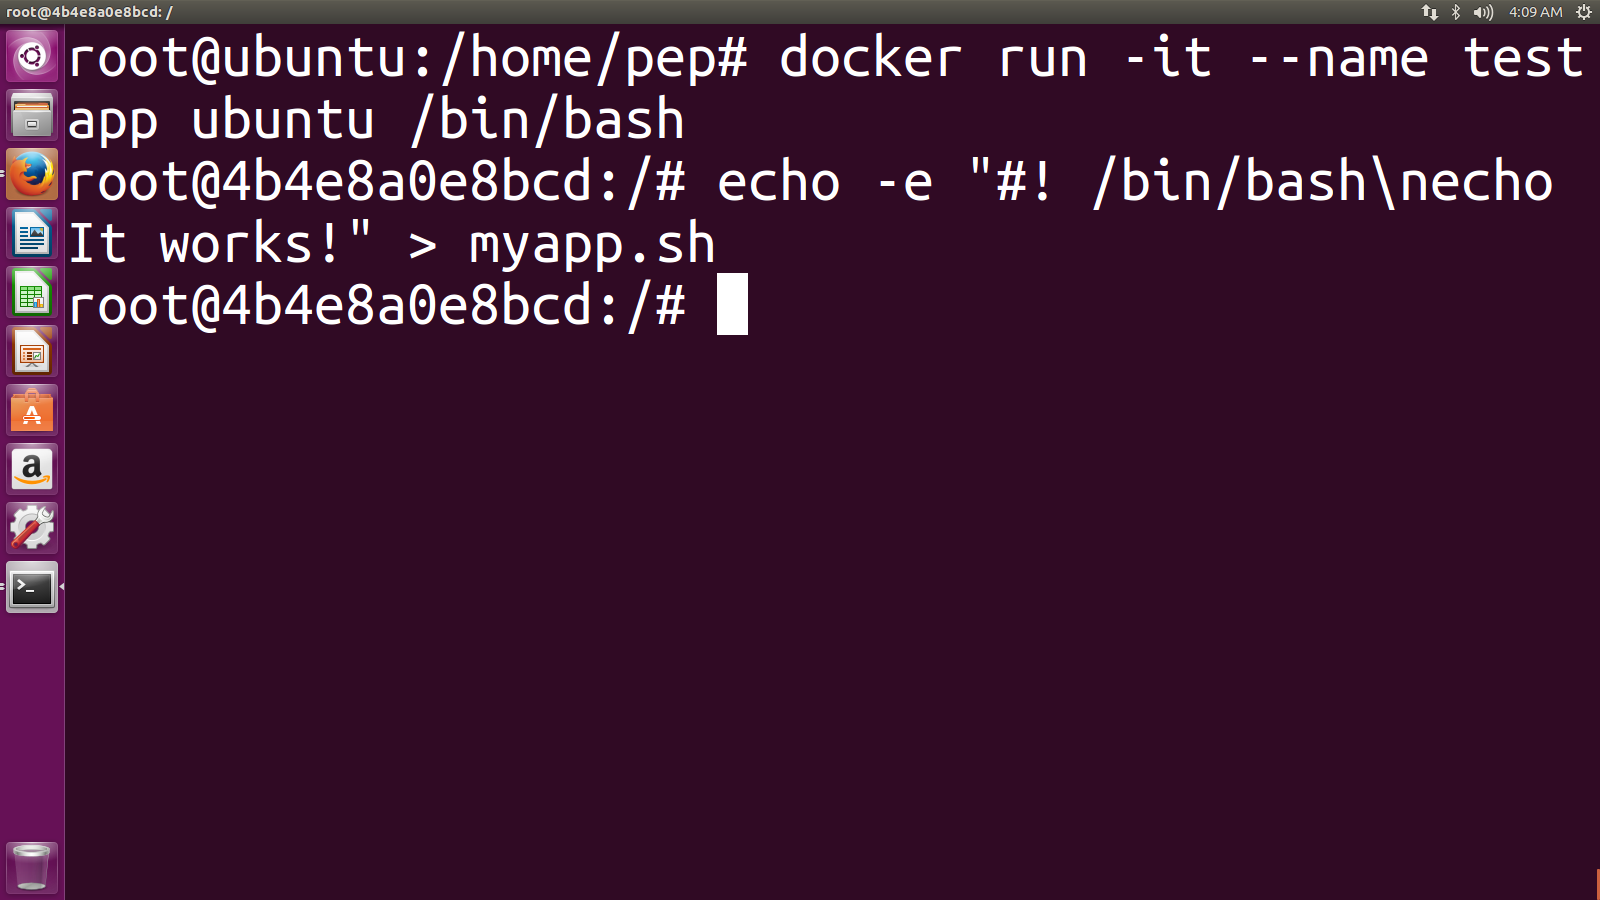 root@4b4e8a0e8bcd: /
4:09 AM
root@ubuntu:/home/pep# docker run -it --name test
app ubuntu /bin/bash
root@4b4e8a0e8bcd:/# echo -e "#! /bin/bash\necho
It works!" > myapp.sh
root@4b4e8a0e8bcd:/#